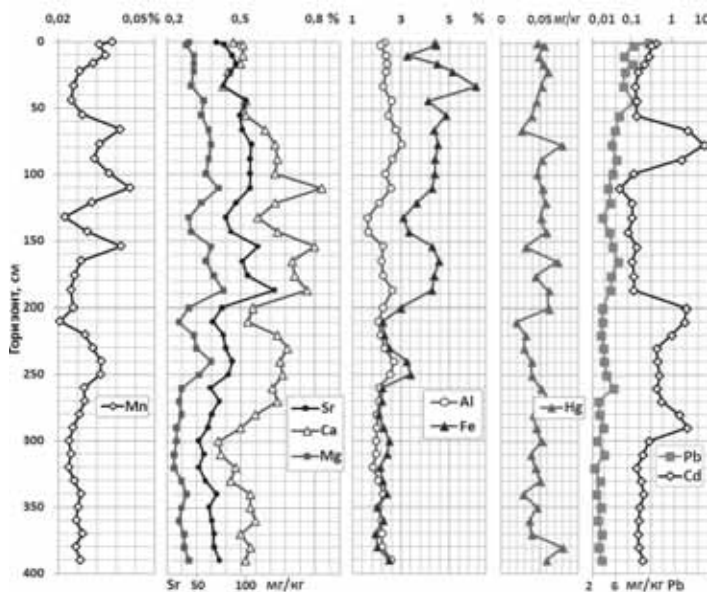 0,02 0,05% 0,2 0,5 0,8 % 1 3 5 % 0 0,05мг/кг 0,01 0,1 1 10
0
50
100
150
200
250
300
350
400
Горизонт, см
Mn
Sr
Ca
Mg
Al
Fe
Hg
Pb
Cd
Sr 50 100 мг/кг
2 6 мг/кг Pb